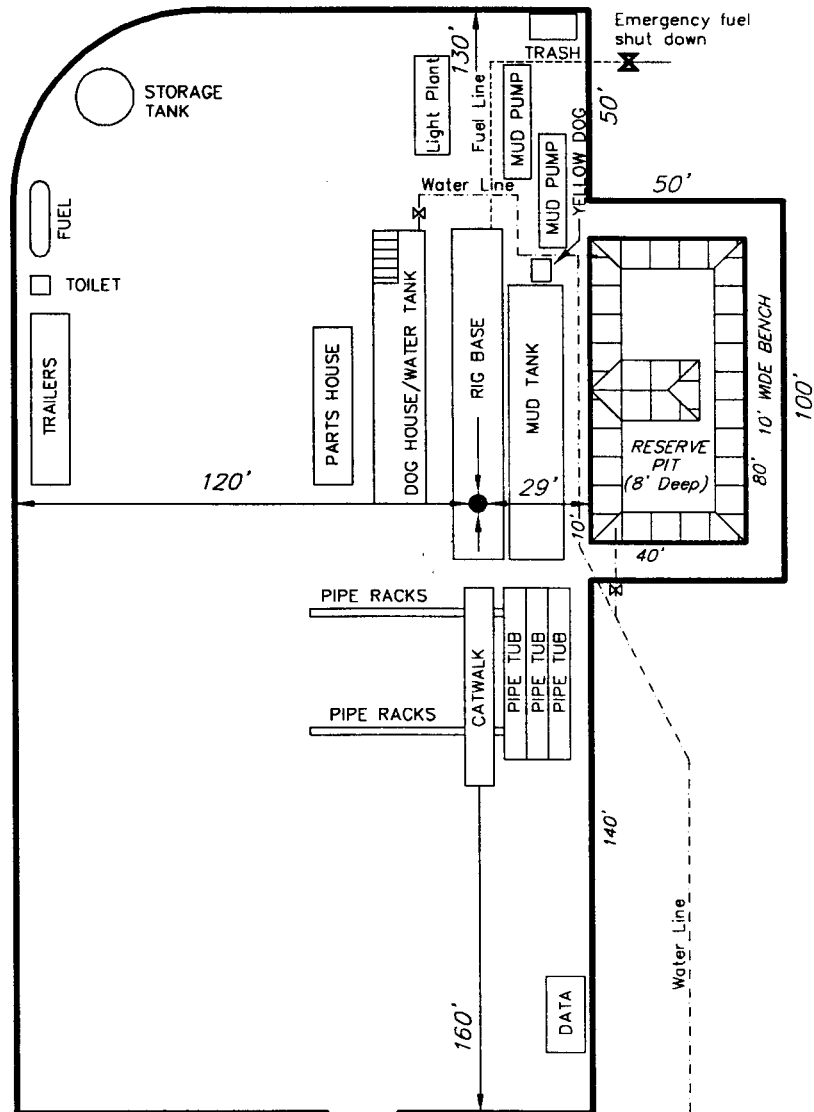 Emergency fuel
shut down
TRASH
130'
STORAGE
TANK
Light Plant
Fuel Line
MUD PUMP
50'
MUD PUMP
YELLOW DOG
Water Line
50'
FUEL
TOILET
TRAILERS
PARTS HOUSE
DOG HOUSE/WATER TANK
RIG BASE
MUD TANK
10' WIDE BENCH
100'
RESERVE
PIT
(8' Deep)
80'
120'
29'
10'
40'
PIPE RACKS
CATWALK
PIPE TUB
PIPE TUB
PIPE TUB
PIPE RACKS
140'
Water Line
160'
DATA